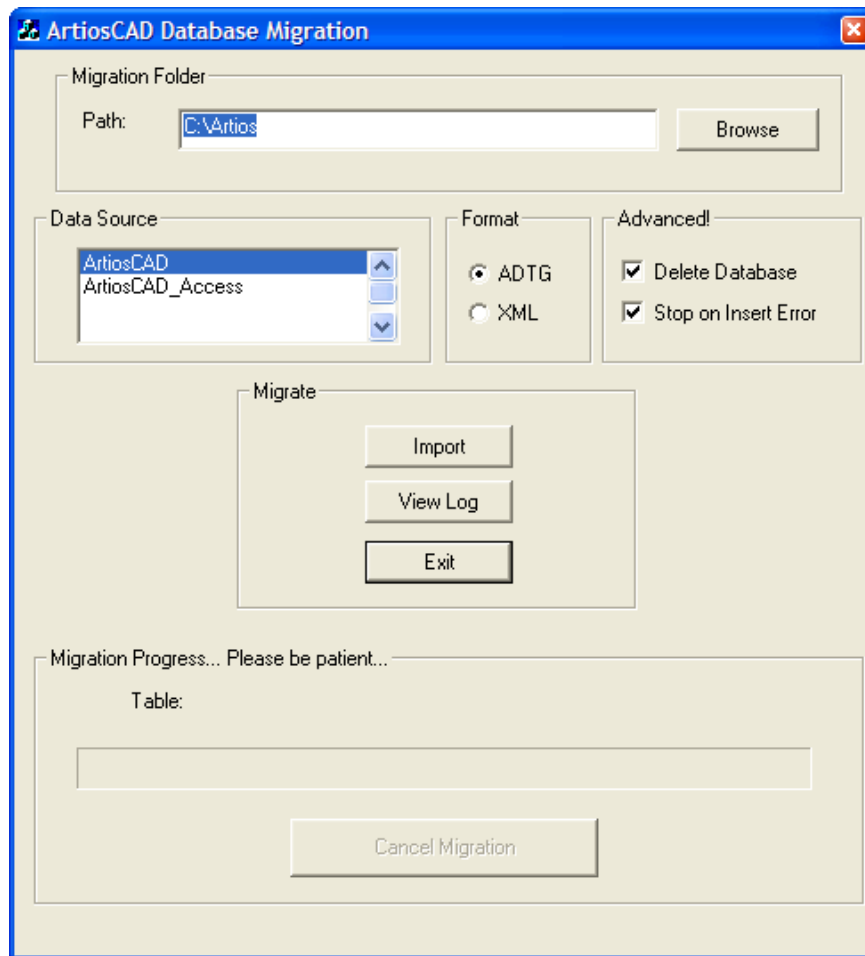 ArtiosCAD Database Migration
Migration Folder
Path: C:\Artios Browse
Data Source Format Advanced!
ArtiosCAD ADTG Delete Database
ArtiosCAD_Access XML Stop on Insert Error
Migrate
Import
View Log
Exit
Migration Progress... Please be patient...
Table:
Cancel Migration